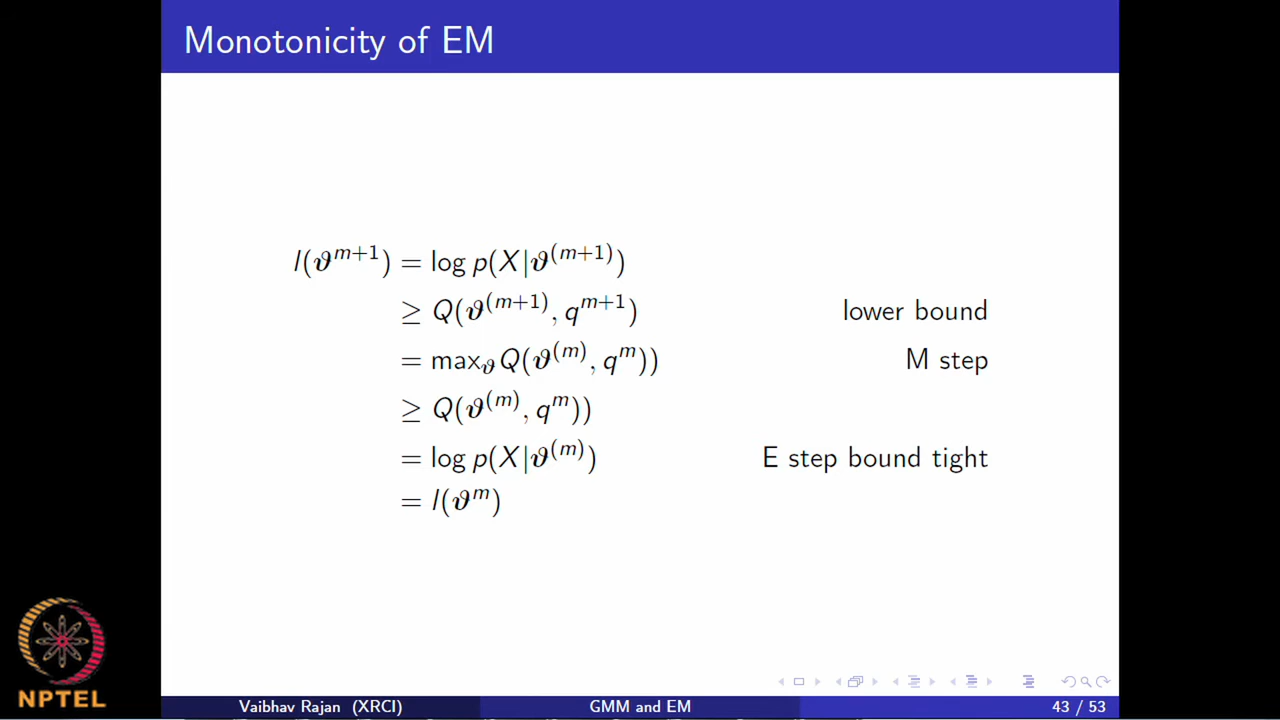 Monotonicity of EM
l(ϑ^{m+1}) = log p(X|ϑ^{(m+1)})
≥ Q(ϑ^{(m+1)}, q^{m+1}) lower bound
= max_ϑ Q(ϑ^{(m)}, q^m)) M step
≥ Q(ϑ^{(m)}, q^m))
= log p(X|ϑ^{(m)}) E step bound tight
= l(ϑ^m)
NPTEL
Vaibhav Rajan (XRCI) GMM and EM 43 / 53